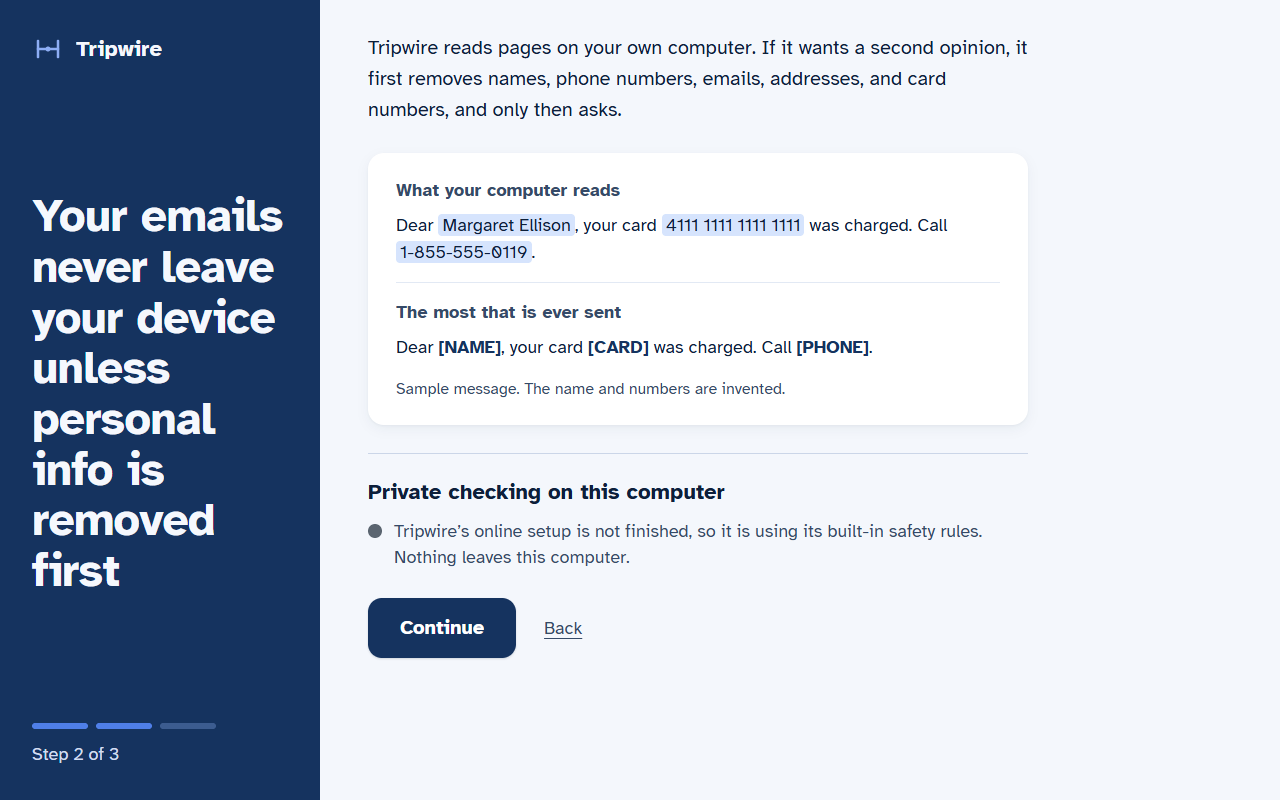 Tripwire
Your emails
never leave
your device
unless
personal
info is
removed
first
Step 2 of 3
Tripwire reads pages on your own computer. If it wants a second opinion, it
first removes names, phone numbers, emails, addresses, and card
numbers, and only then asks.
What your computer reads
Dear Margaret Ellison, your card 4111 1111 1111 1111 was charged. Call
1-855-555-0119.
The most that is ever sent
Dear [NAME], your card [CARD] was charged. Call [PHONE].
Sample message. The name and numbers are invented.
Private checking on this computer
Tripwire’s online setup is not finished, so it is using its built-in safety rules.
Nothing leaves this computer.
Continue
Back